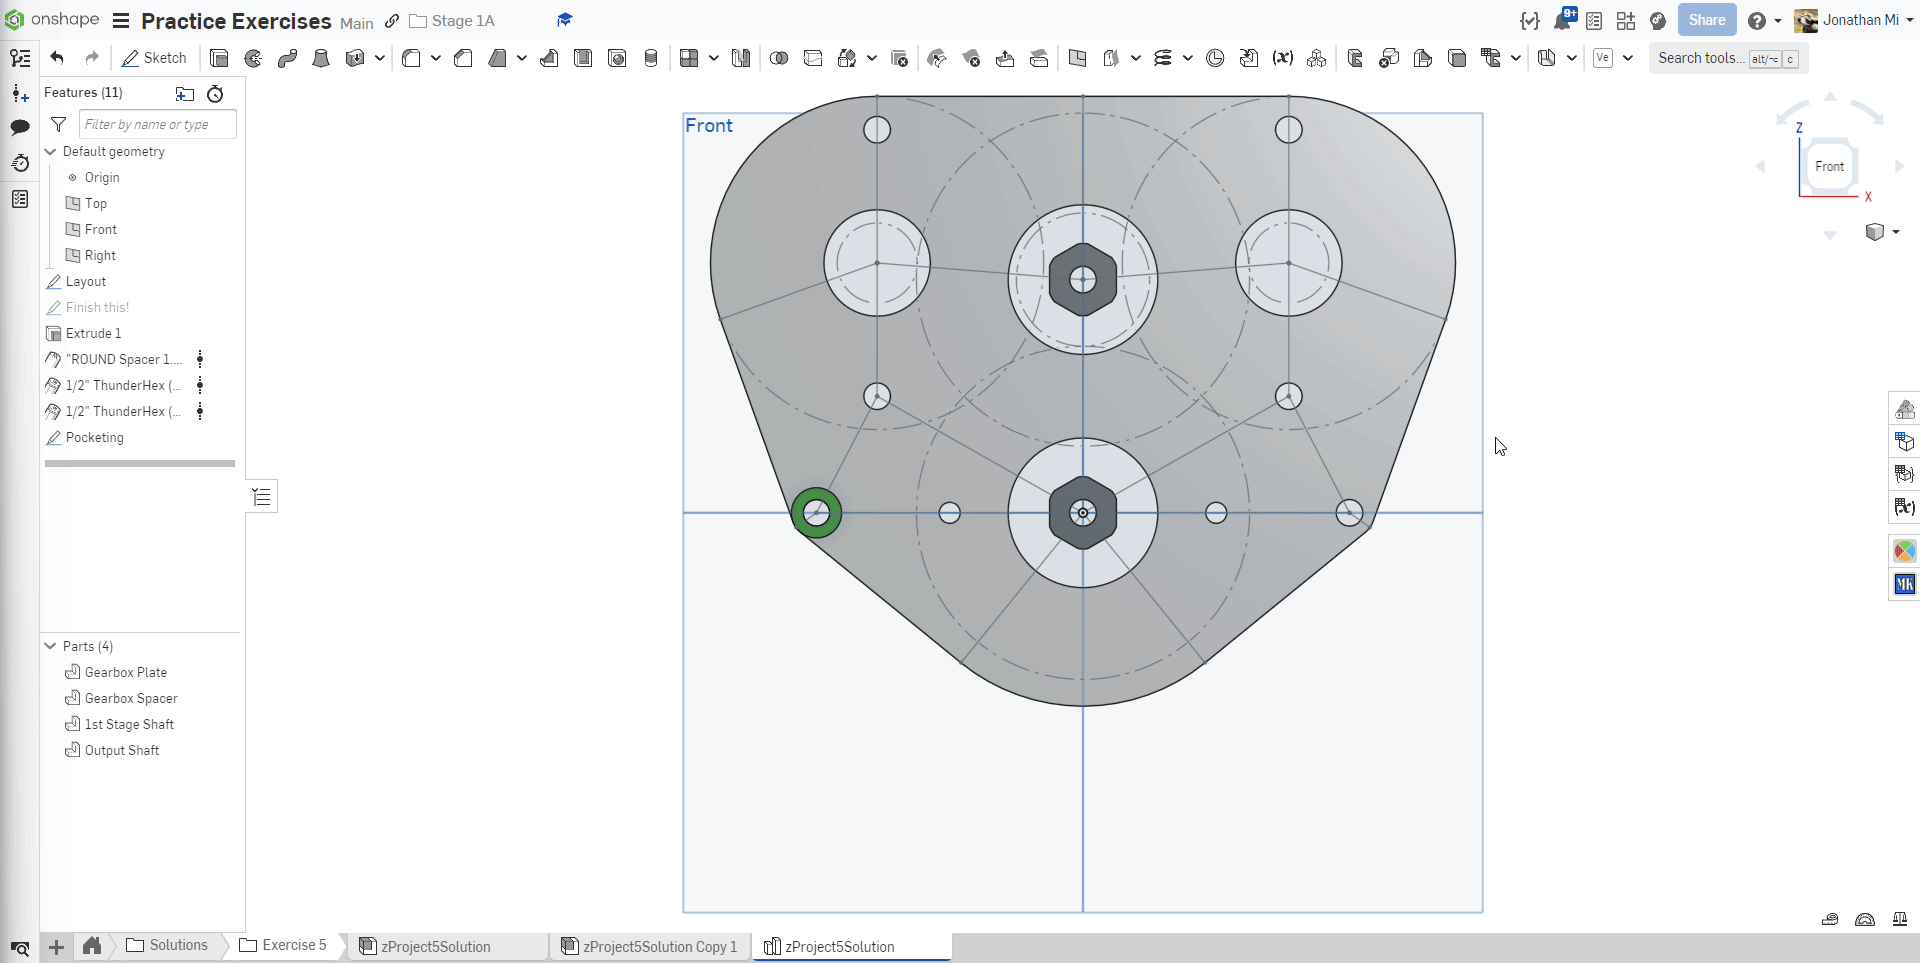 onshape Practice Exercises Main Stage 1A 9+ Share Jonathan Mi
Sketch Ve Search tools... alt/⌥ c
Features (11)
Filter by name or type
Default geometry
Origin
Top
Front
Right
Layout
Finish this!
Extrude 1
"ROUND Spacer 1....
1/2" ThunderHex (...
1/2" ThunderHex (...
Pocketing
Parts (4)
Gearbox Plate
Gearbox Spacer
1st Stage Shaft
Output Shaft
Front
Z
Front
X
(x)
MK
Solutions Exercise 5 zProject5Solution zProject5Solution Copy 1 zProject5Solution